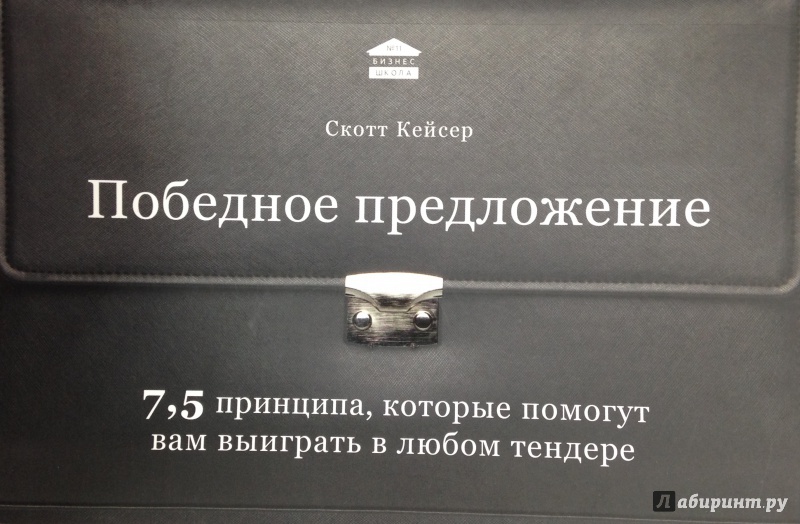 №1
БИЗНЕС
ШКОЛА
Скотт Кейсер
Победное предложение
7,5 принципа, которые помогут
вам выиграть в любом тендере
Лабиринт.ру